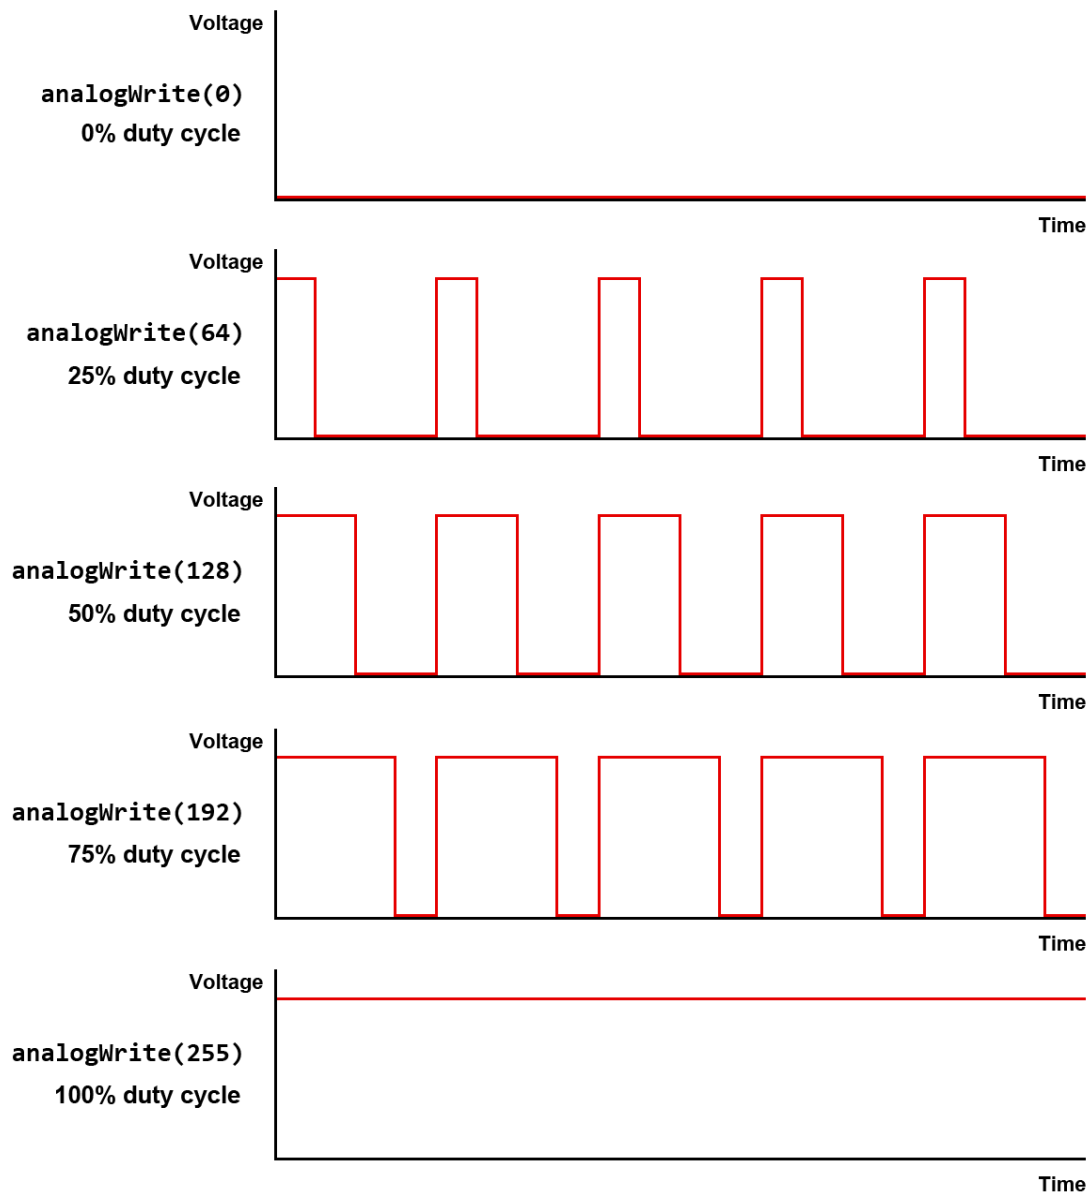 Voltage
analogWrite(0)
0% duty cycle
Time
Voltage
analogWrite(64)
25% duty cycle
Time
Voltage
analogWrite(128)
50% duty cycle
Time
Voltage
analogWrite(192)
75% duty cycle
Time
Voltage
analogWrite(255)
100% duty cycle
Time